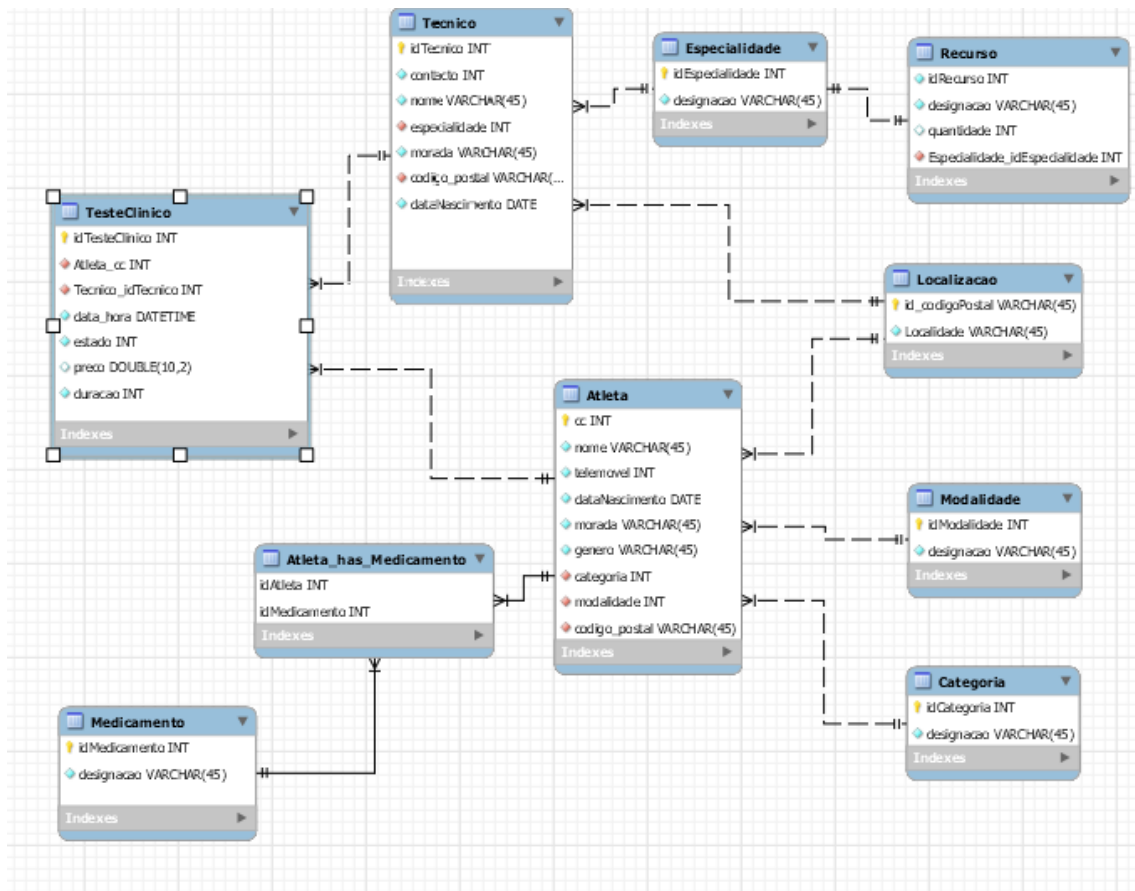 Tecnico
idTecnico INT
contacto INT
nome VARCHAR(45)
especialidade INT
morada VARCHAR(45)
codigo_postal VARCHAR(...
dataNascimento DATE
Indexes
Especialidade
idEspecialidade INT
designacao VARCHAR(45)
Indexes
Recurso
idRecurso INT
designacao VARCHAR(45)
quantidade INT
Especialidade_idEspecialidade INT
Indexes
TesteClinico
idTesteClinico INT
Atleta_cc INT
Tecnico_idTecnico INT
data_hora DATETIME
estado INT
preco DOUBLE(10,2)
duracao INT
Indexes
Localizacao
id_codigoPostal VARCHAR(45)
Localidade VARCHAR(45)
Indexes
Atleta
cc INT
nome VARCHAR(45)
telemovel INT
dataNascimento DATE
morada VARCHAR(45)
genero VARCHAR(45)
categoria INT
modalidade INT
codigo_postal VARCHAR(45)
Indexes
Modalidade
idModalidade INT
designacao VARCHAR(45)
Indexes
Atleta_has_Medicamento
idAtleta INT
idMedicamento INT
Indexes
Categoria
idCategoria INT
designacao VARCHAR(45)
Indexes
Medicamento
idMedicamento INT
designacao VARCHAR(45)
Indexes